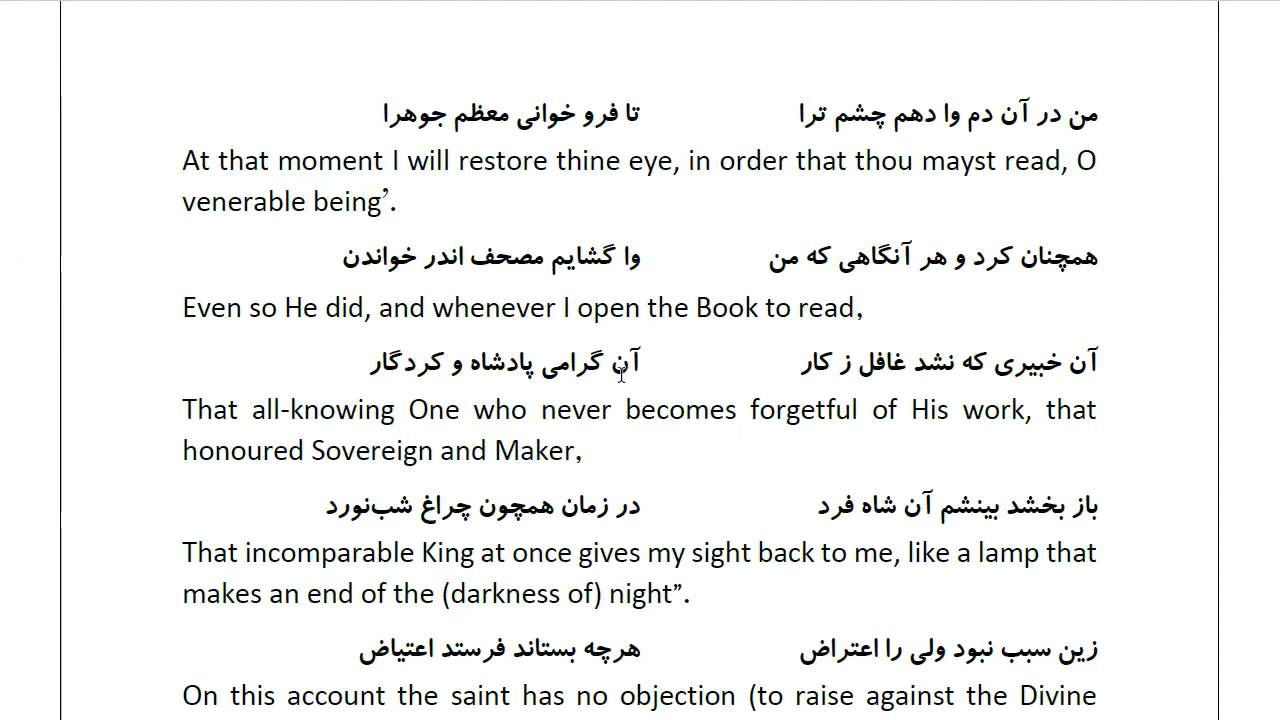 من در آن دم وا دهم چشم ترا تا فرو خوانی معظم جوهرا
At that moment I will restore thine eye, in order that thou mayst read, O
venerable being’.
همچنان کرد و هر آنگاهی که من وا گشایم مصحف اندر خواندن
Even so He did, and whenever I open the Book to read,
آن خبیری که نشد غافل ز کار آن گرامی پادشاه و کردگار
That all-knowing One who never becomes forgetful of His work, that
honoured Sovereign and Maker,
باز بخشد بینشم آن شاه فرد در زمان همچون چراغ شب‌نورد
That incomparable King at once gives my sight back to me, like a lamp that
makes an end of the (darkness of) night”.
زین سبب نبود ولی را اعتراض هرچه بستاند فرستد اعتیاض
On this account the saint has no objection (to raise against the Divine